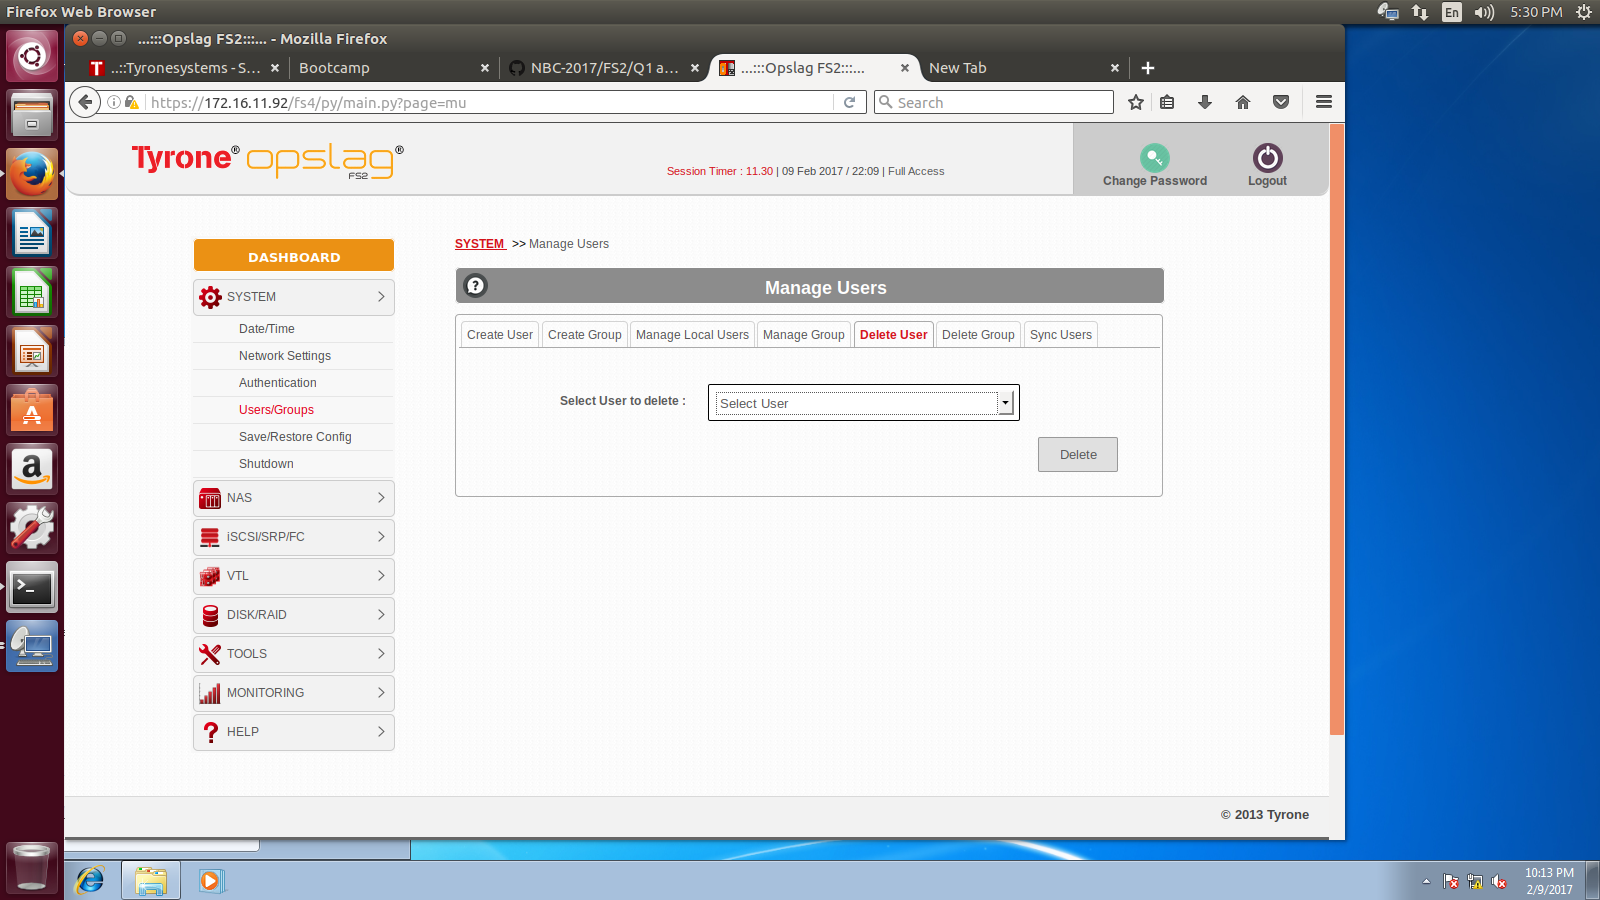 Firefox Web Browser
En
5:30 PM
...:::Opslag FS2:::... - Mozilla Firefox
..::Tyronesystems - S...
Bootcamp
NBC-2017/FS2/Q1 a...
...:::Opslag FS2:::...
New Tab
https://172.16.11.92/fs4/py/main.py?page=mu
Search
Tyrone® opslag®
FS2
Session Timer : 11.30 | 09 Feb 2017 / 22:09 | Full Access
Change Password
Logout
DASHBOARD
SYSTEM
Date/Time
Network Settings
Authentication
Users/Groups
Save/Restore Config
Shutdown
NAS
iSCSI/SRP/FC
VTL
DISK/RAID
TOOLS
MONITORING
HELP
SYSTEM >> Manage Users
Manage Users
Create User
Create Group
Manage Local Users
Manage Group
Delete User
Delete Group
Sync Users
Select User to delete :
Select User
Delete
© 2013 Tyrone
10:13 PM
2/9/2017